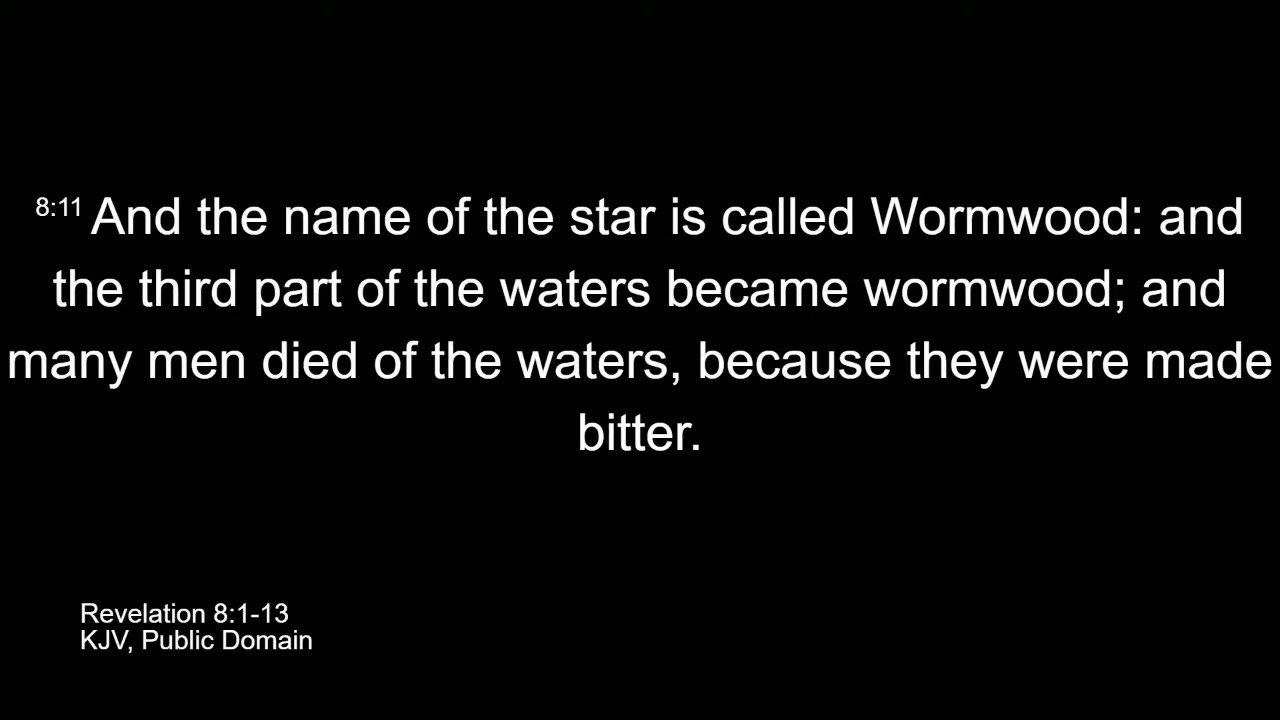 8:11 And the name of the star is called Wormwood: and
the third part of the waters became wormwood; and
many men died of the waters, because they were made
bitter.
Revelation 8:1-13
KJV, Public Domain